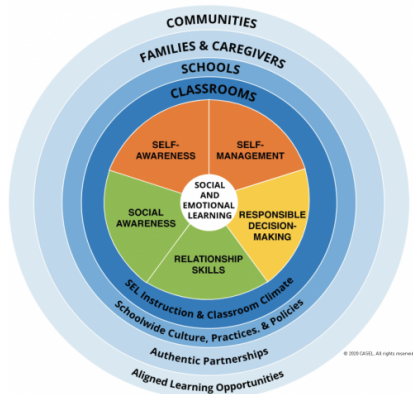 COMMUNITIES
FAMILIES & CAREGIVERS
SCHOOLS
CLASSROOMS
SELF-
AWARENESS
SELF-
MANAGEMENT
SOCIAL
AND
EMOTIONAL
LEARNING
SOCIAL
AWARENESS
RESPONSIBLE
DECISION-
MAKING
RELATIONSHIP
SKILLS
SEL Instruction & Classroom Climate
Schoolwide Culture, Practices, & Policies
Authentic Partnerships
Aligned Learning Opportunities
© 2020 CASEL. All rights reserved